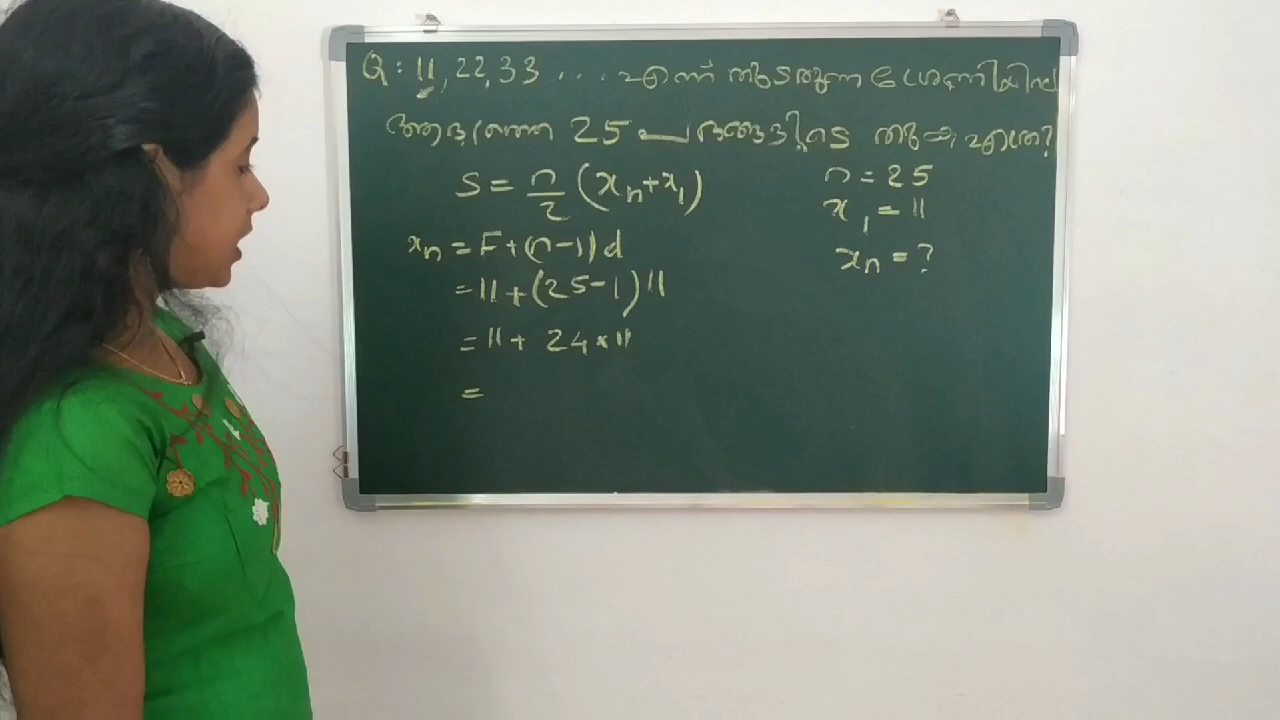 Q : 11, 22, 33 .... എന്ന് തുടരുന്ന ശ്രേണിയിലെ
ആദ്യത്തെ 25 പദങ്ങളുടെ തുക എത്ര?
S = n/2 (xn + x1)
n = 25
x1 = 11
xn = ?
xn = F + (n-1) d
= 11 + (25-1) 11
= 11 + 24 × 11
=